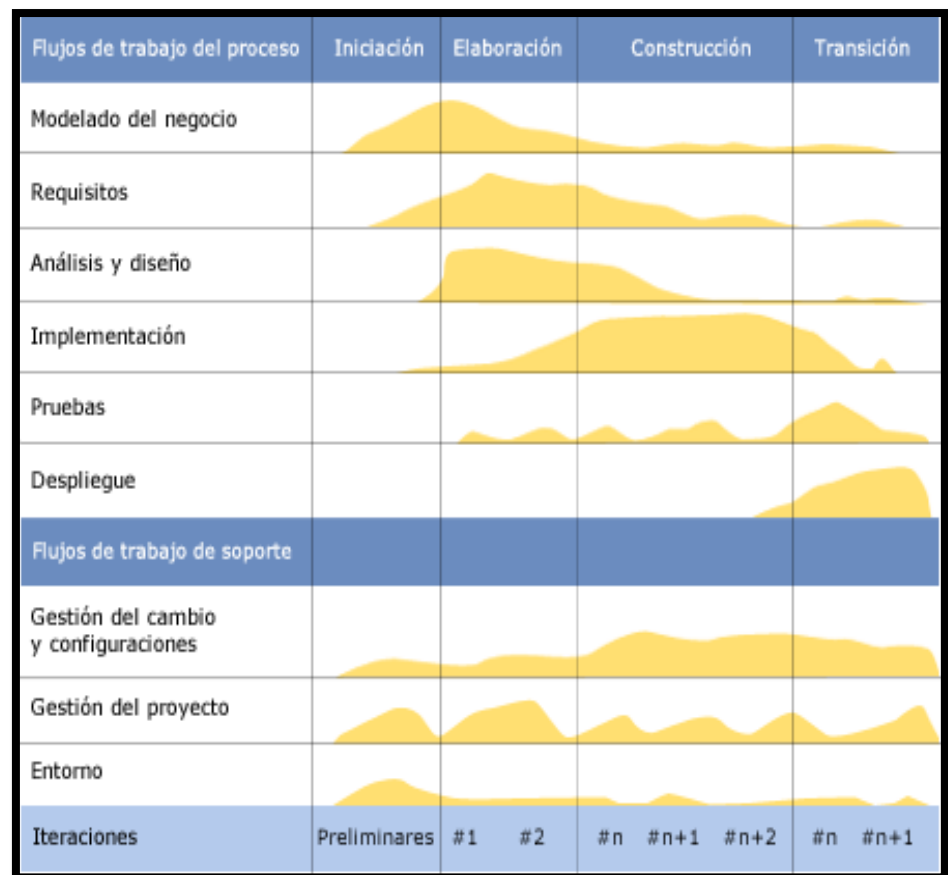 Flujos de trabajo del proceso Iniciación Elaboración Construcción Transición
Modelado del negocio
Requisitos
Análisis y diseño
Implementación
Pruebas
Despliegue
Flujos de trabajo de soporte
Gestión del cambio
y configuraciones
Gestión del proyecto
Entorno
Iteraciones Preliminares #1 #2 #n #n+1 #n+2 #n #n+1